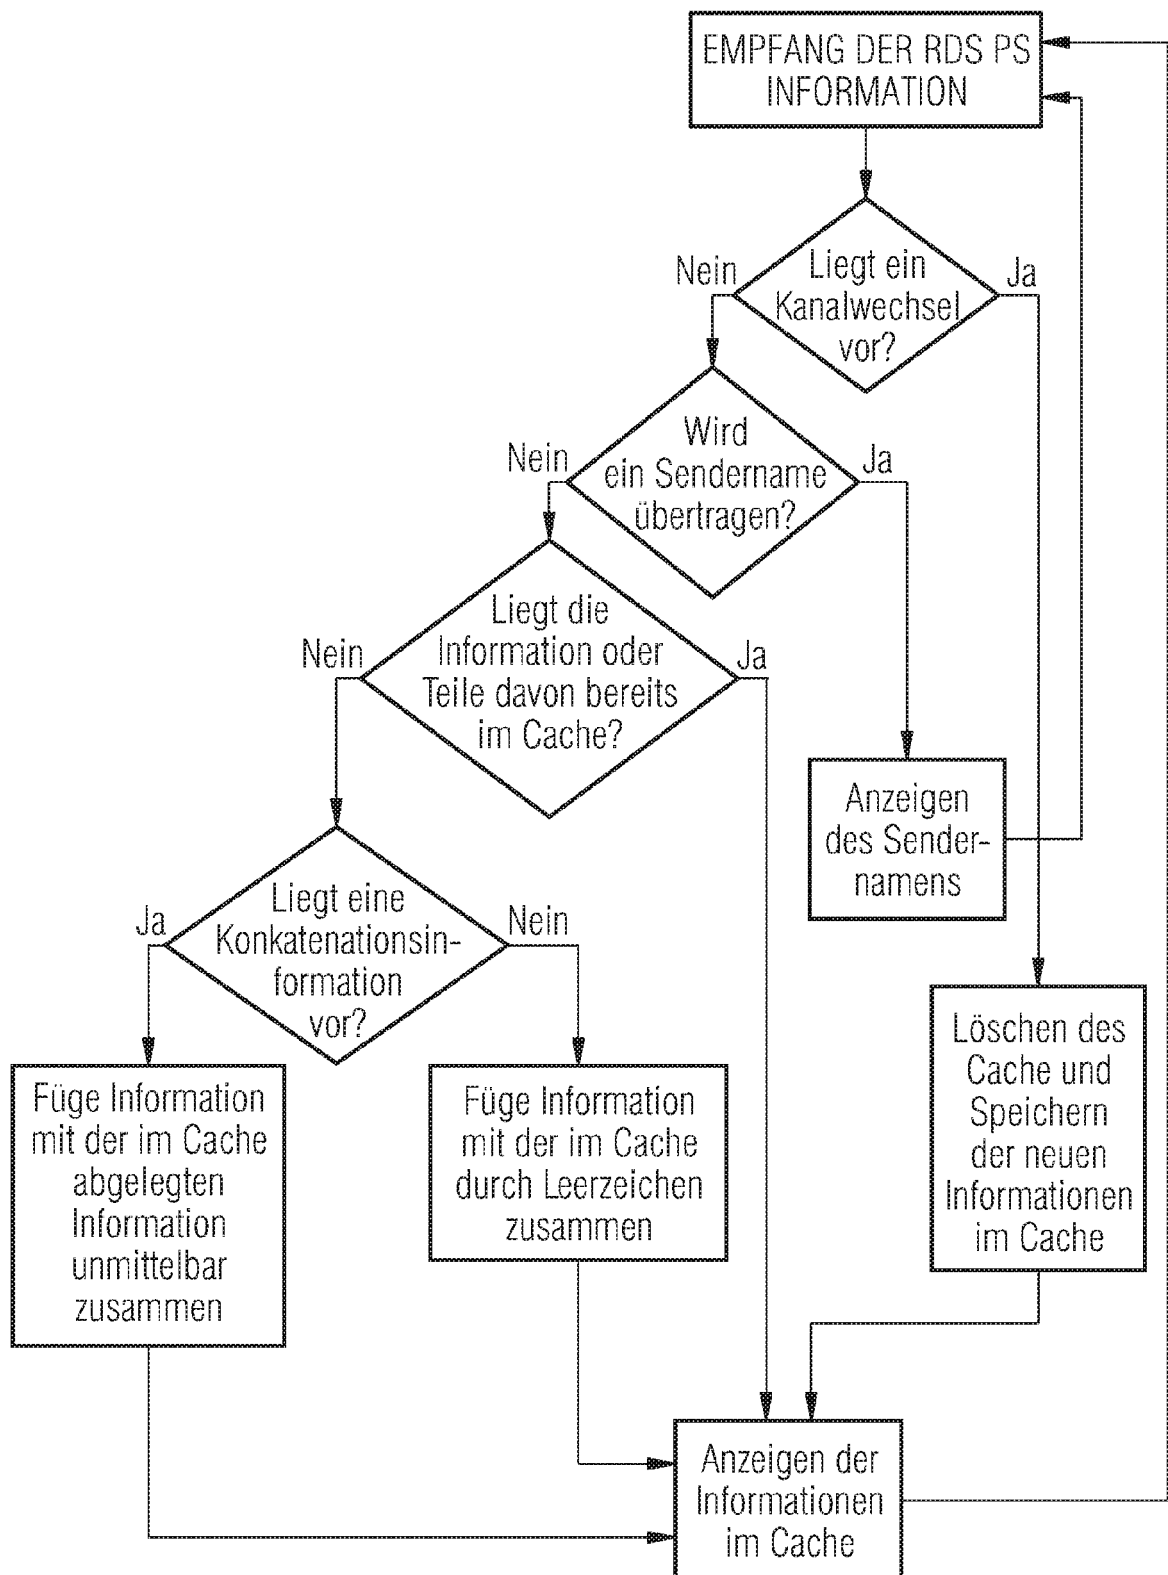 EMPFANG DER RDS PS
INFORMATION
Nein
Liegt ein
Kanalwechsel
vor?
Ja
Nein
Wird
ein Sendername
übertragen?
Ja
Nein
Liegt die
Information oder
Teile davon bereits
im Cache?
Ja
Anzeigen
des Sender-
namens
Ja
Liegt eine
Konkatenationsin-
formation
vor?
Nein
Füge Information
mit der im Cache
abgelegten
Information
unmittelbar
zusammen
Füge Information
mit der im Cache
durch Leerzeichen
zusammen
Löschen des
Cache und
Speichern
der neuen
Informationen
im Cache
Anzeigen der
Informationen
im Cache